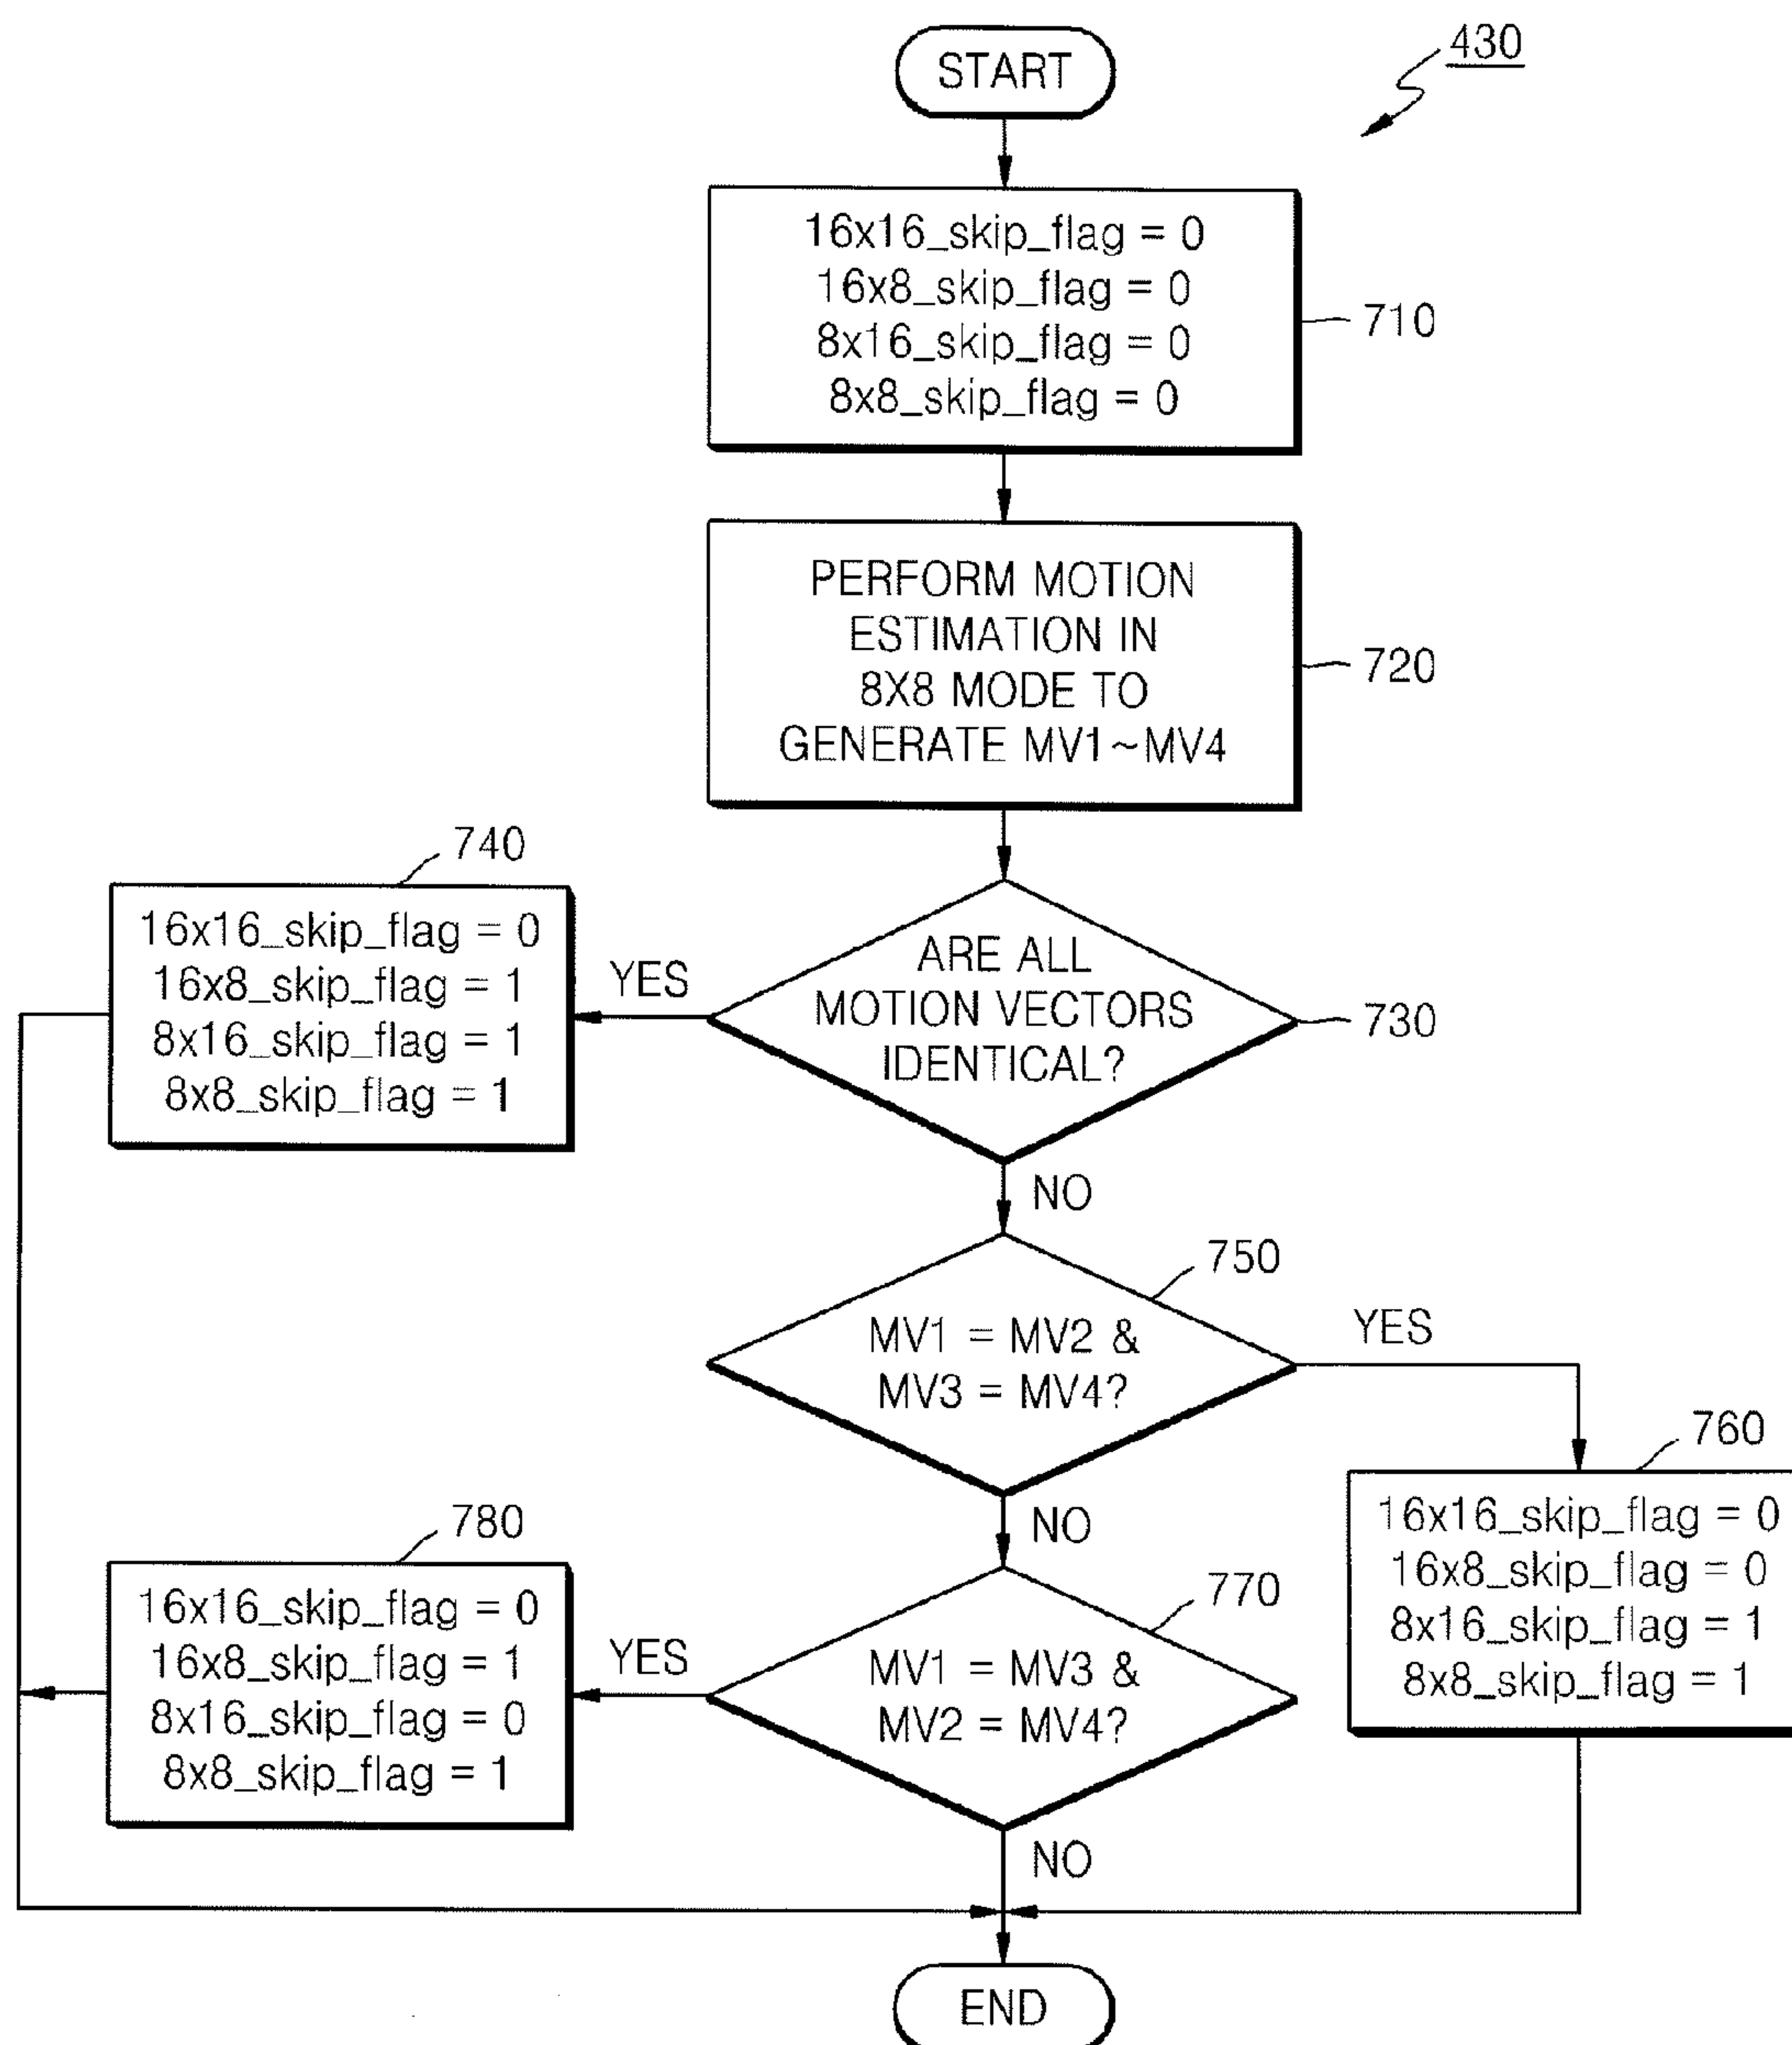 430
START
16x16_skip_flag = 0
16x8_skip_flag = 0
8x16_skip_flag = 0
8x8_skip_flag = 0
710
PERFORM MOTION
ESTIMATION IN
8X8 MODE TO
GENERATE MV1~MV4
720
740
16x16_skip_flag = 0
16x8_skip_flag = 1
8x16_skip_flag = 1
8x8_skip_flag = 1
YES
ARE ALL
MOTION VECTORS
IDENTICAL?
730
NO
750
MV1 = MV2 &
MV3 = MV4?
YES
760
16x16_skip_flag = 0
16x8_skip_flag = 0
8x16_skip_flag = 1
8x8_skip_flag = 1
NO
780
16x16_skip_flag = 0
16x8_skip_flag = 1
8x16_skip_flag = 0
8x8_skip_flag = 1
YES
770
MV1 = MV3 &
MV2 = MV4?
NO
END